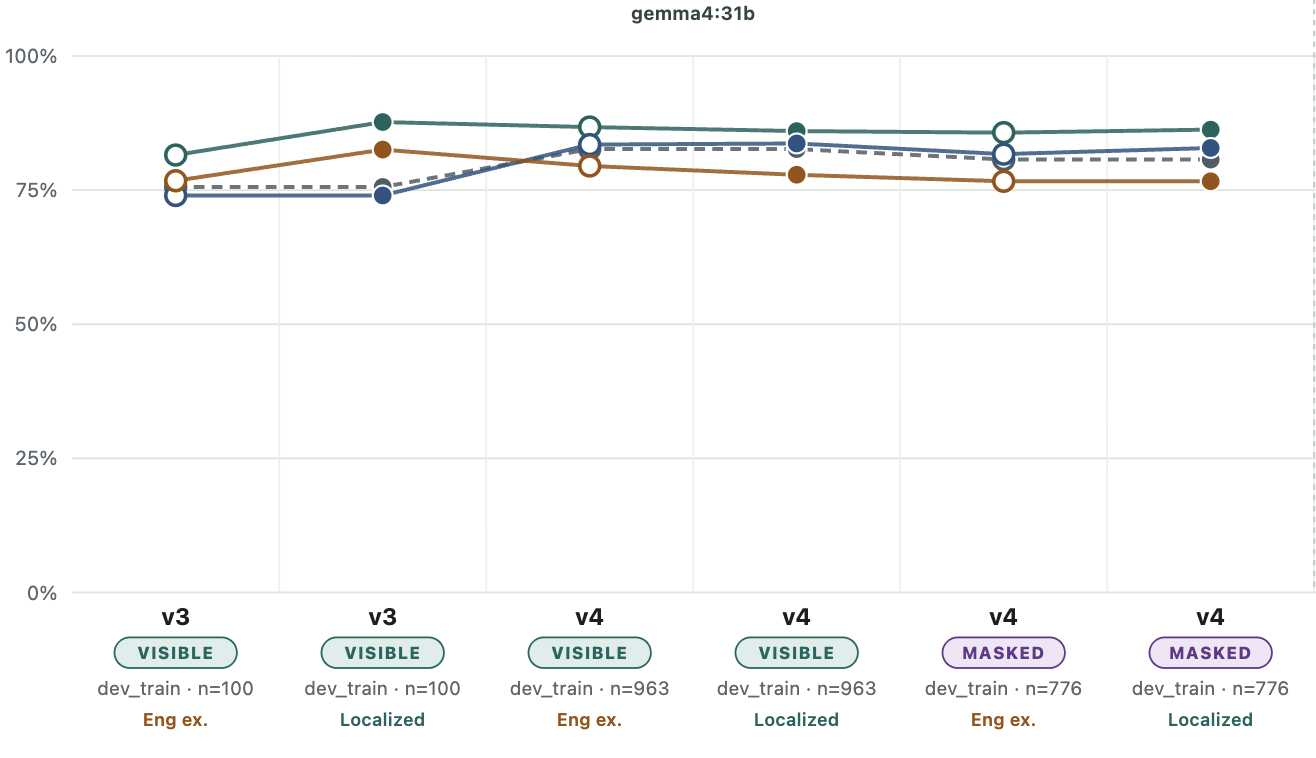 gemma4:31b
100%
75%
50%
25%
0%
v3 v3 v4 v4 v4 v4
VISIBLE VISIBLE VISIBLE VISIBLE MASKED MASKED
dev_train · n=100 dev_train · n=100 dev_train · n=963 dev_train · n=963 dev_train · n=776 dev_train · n=776
Eng ex. Localized Eng ex. Localized Eng ex. Localized